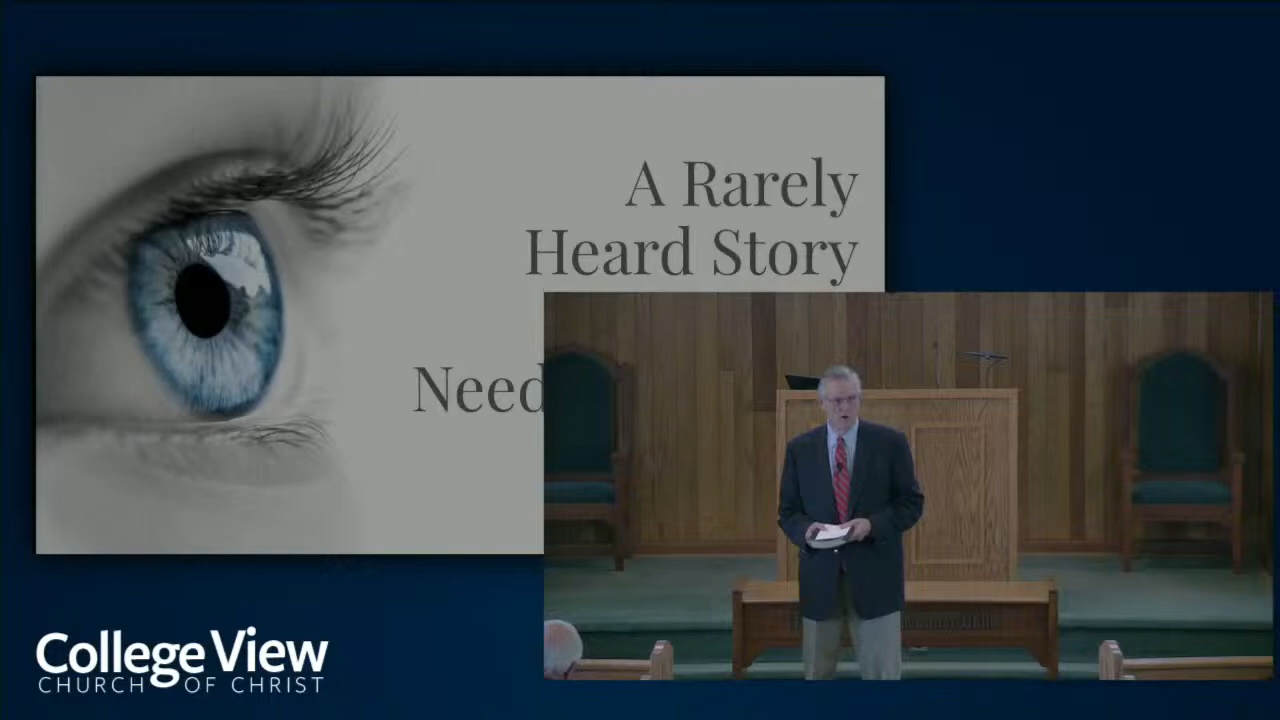 A Rarely
Heard Story
Need
College View
CHURCH OF CHRIST